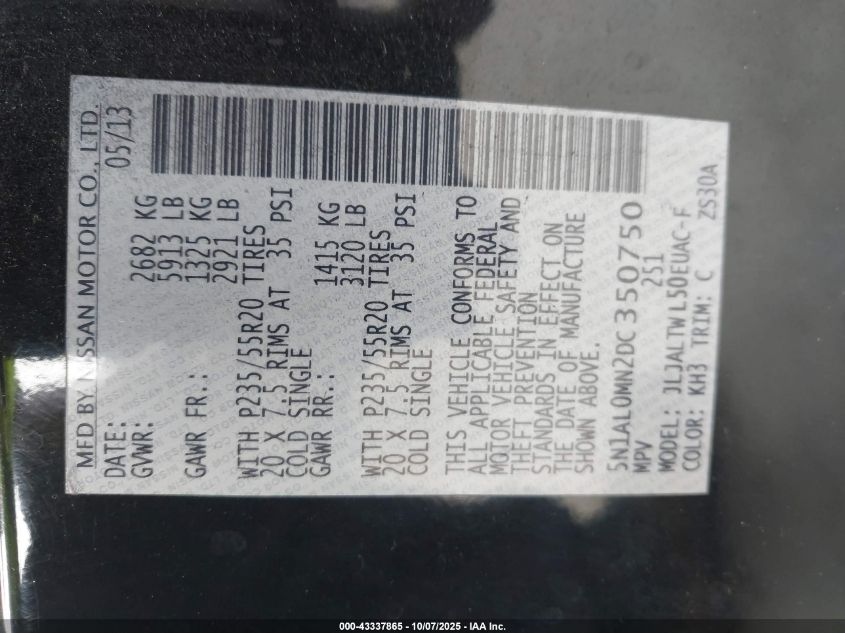 MFD BY NISSAN MOTOR CO., LTD.
DATE: 05/13
GVWR: 2682 KG
5913 LB
GAWR FR.: 1325 KG
2921 LB
WITH P235/55R20 TIRES
20 X 7.5 RIMS AT 35 PSI
COLD SINGLE
GAWR RR.: 1415 KG
3120 LB
WITH P235/55R20 TIRES
20 X 7.5 RIMS AT 35 PSI
COLD SINGLE
THIS VEHICLE CONFORMS TO
ALL APPLICABLE FEDERAL
MOTOR VEHICLE SAFETY AND
THEFT PREVENTION
STANDARDS IN EFFECT ON
THE DATE OF MANUFACTURE
SHOWN ABOVE.
5N1AL0MN2DC350750
MPV 2S1
MODEL: JLJALTWL50EUAC-F
COLOR: KH3 TRIM: C ZS30A
000-43337865 - 10/07/2025 - IAA Inc.